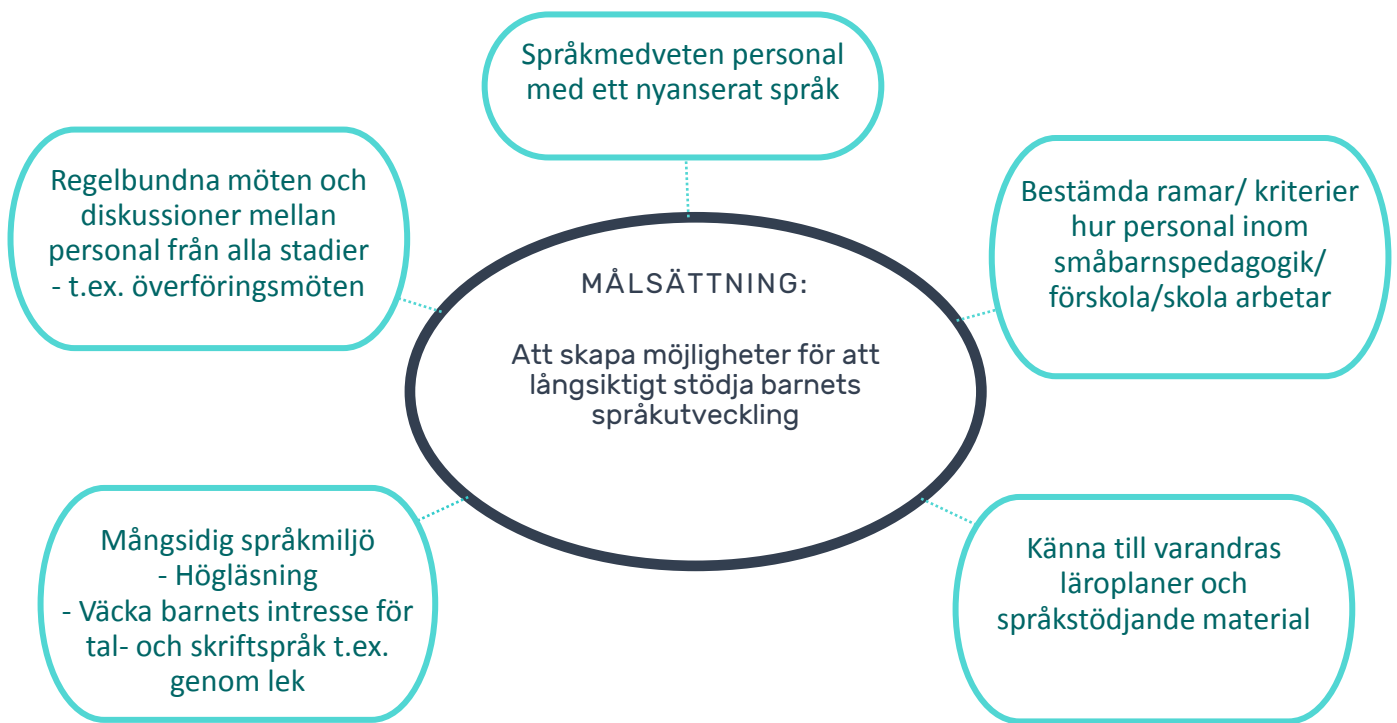 Språkmedveten personal
med ett nyanserat språk
Regelbundna möten och
diskussioner mellan
personal från alla stadier
- t.ex. överföringsmöten
Bestämda ramar/ kriterier
hur personal inom
småbarnspedagogik/
förskola/skola arbetar
MÅLSÄTTNING:
Att skapa möjligheter för att
långsiktigt stödja barnets
språkutveckling
Mångsidig språkmiljö
- Högläsning
- Väcka barnets intresse för
tal- och skriftspråk t.ex.
genom lek
Känna till varandras
läroplaner och
språkstödjande material